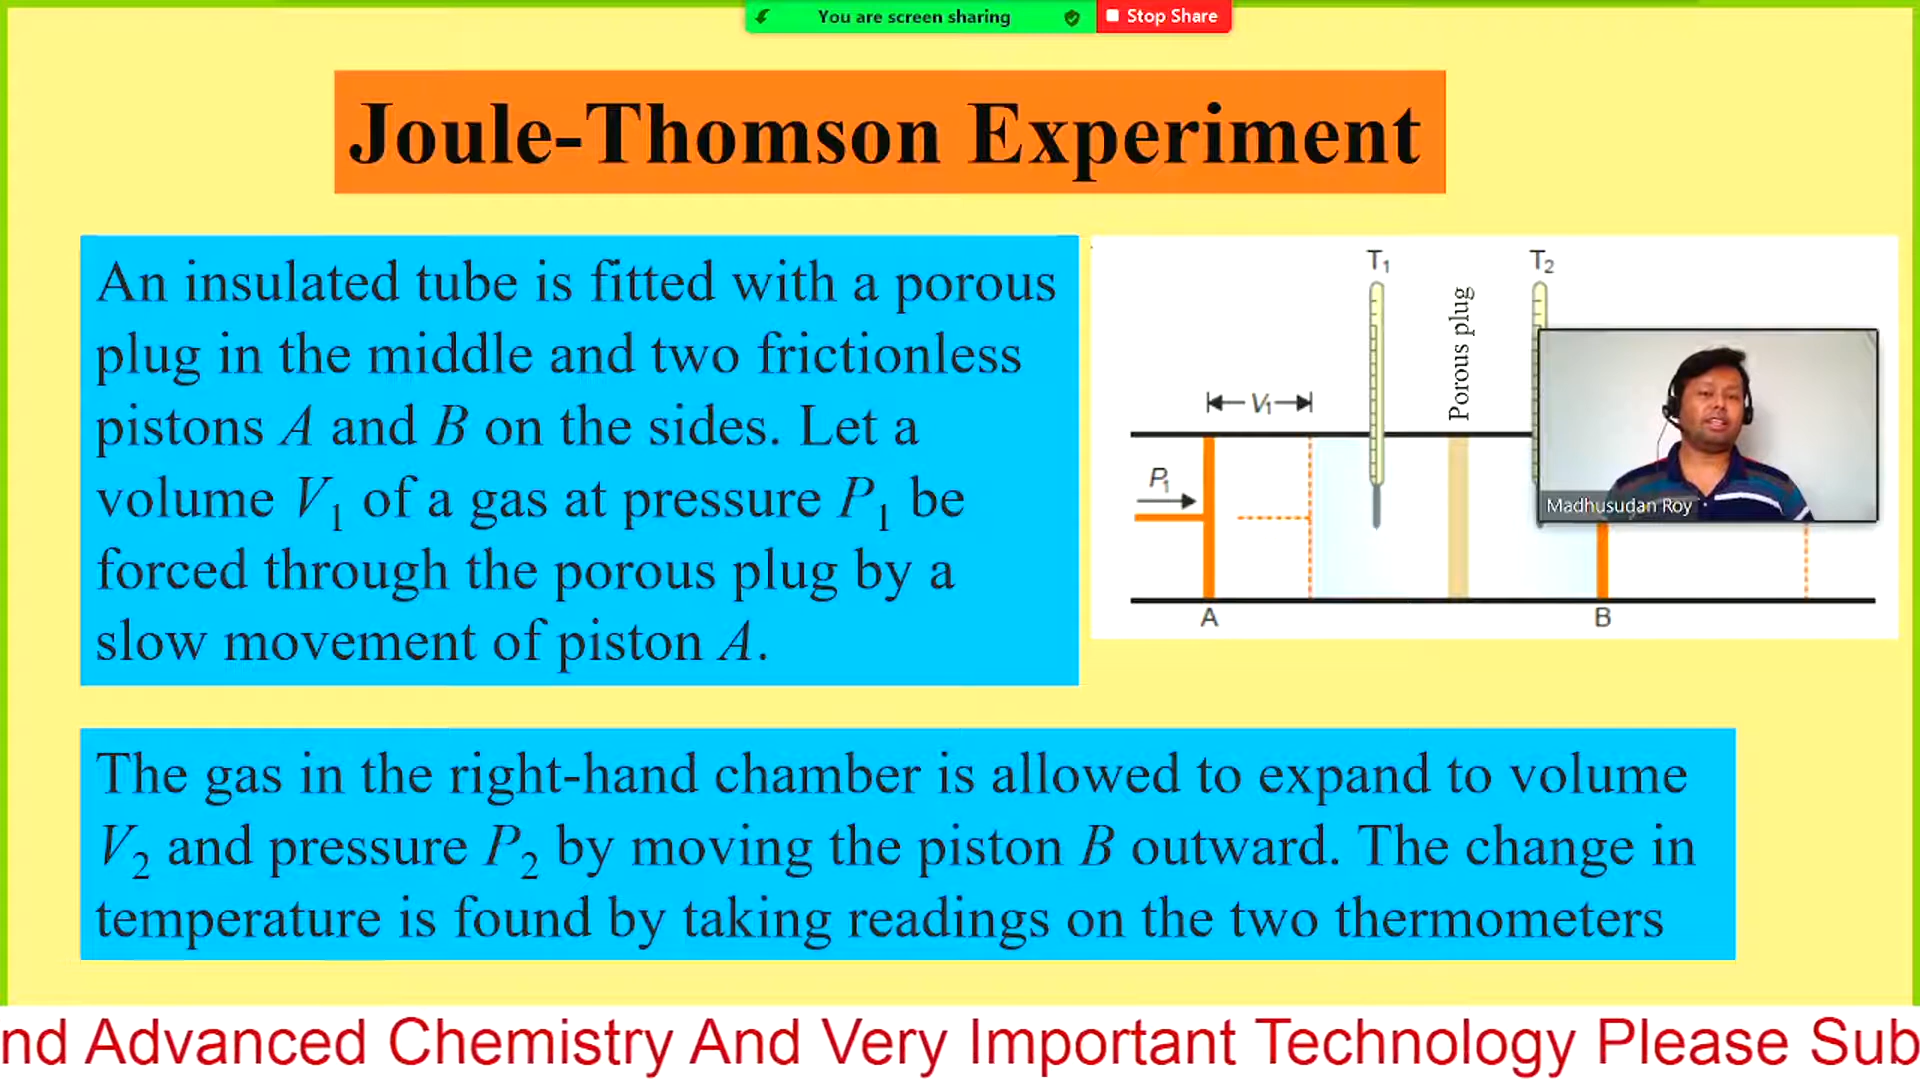 You are screen sharing
Stop Share
Joule-Thomson Experiment
An insulated tube is fitted with a porous
plug in the middle and two frictionless
pistons A and B on the sides. Let a
volume V₁ of a gas at pressure P₁ be
forced through the porous plug by a
slow movement of piston A.
T₁
T₂
Porous plug
V₁
P₁
Madhusudan Roy
A
B
The gas in the right-hand chamber is allowed to expand to volume
V₂ and pressure P₂ by moving the piston B outward. The change in
temperature is found by taking readings on the two thermometers
nd Advanced Chemistry And Very Important Technology Please Sub